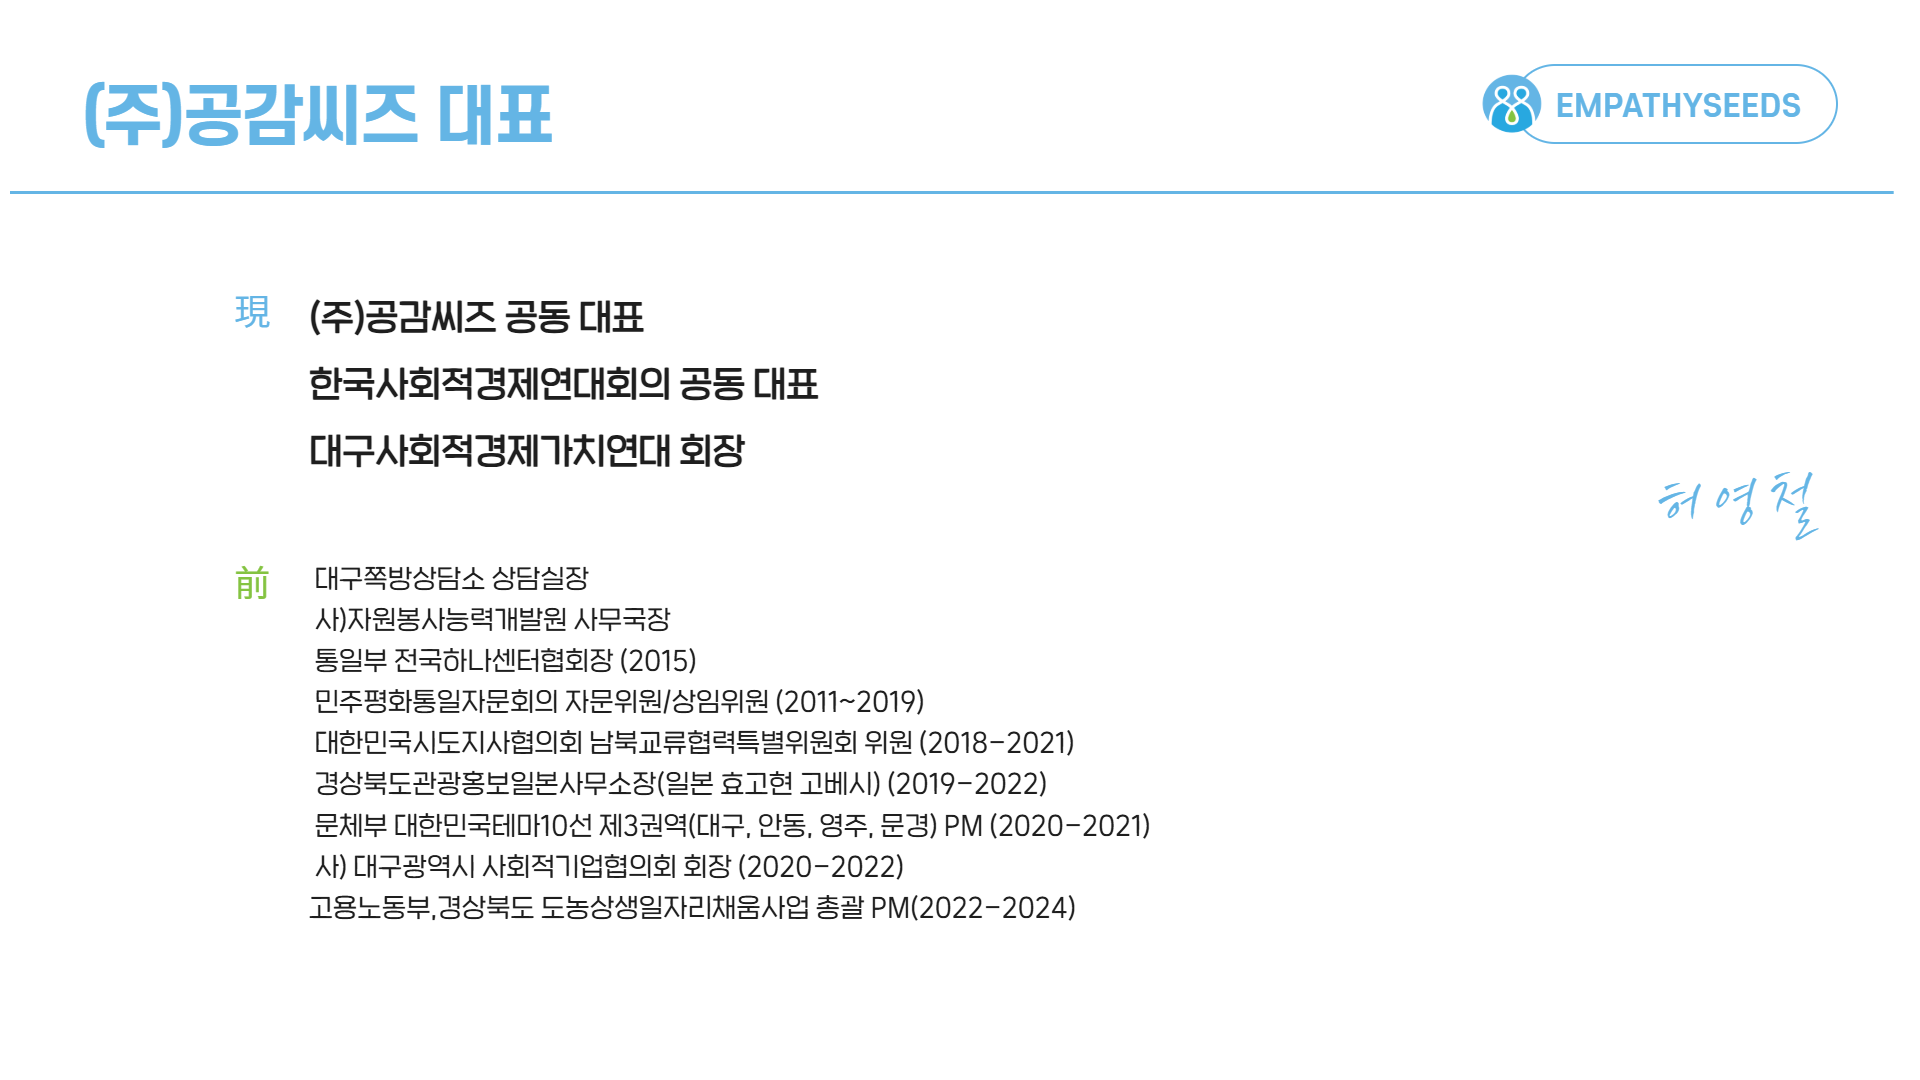 (주)공감씨즈 대표
EMPATHYSEEDS
現 (주)공감씨즈 공동 대표
한국사회적경제연대회의 공동 대표
대구사회적경제가치연대 회장
허영철
前 대구쪽방상담소 상담실장
사)자원봉사능력개발원 사무국장
통일부 전국하나센터협회장 (2015)
민주평화통일자문회의 자문위원/상임위원 (2011~2019)
대한민국시도지사협의회 남북교류협력특별위원회 위원 (2018-2021)
경상북도관광홍보일본사무소장(일본 효고현 고베시) (2019-2022)
문체부 대한민국테마10선 제3권역(대구, 안동, 영주, 문경) PM (2020-2021)
사) 대구광역시 사회적기업협의회 회장 (2020-2022)
고용노동부,경상북도 도농상생일자리채움사업 총괄 PM(2022-2024)